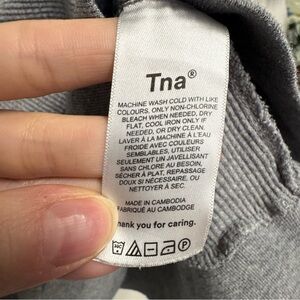 Tna®
MACHINE WASH COLD WITH LIKE
COLOURS, ONLY NON-CHLORINE
BLEACH WHEN NEEDED, DRY
FLAT, COOL IRON ONLY IF
NEEDED, OR DRY CLEAN.
LAVER À LA MACHINE À L'EAU
FROIDE AVEC COULEURS
SEMBLABLES, UTILISER
SEULEMENT UN JAVELLISANT
SANS CHLORE AU BESOIN,
SÉCHER À PLAT, REPASSAGE
DOUX SI NÉCESSAIRE, OU
NETTOYER À SEC.
MADE IN CAMBODIA
FABRIQUÉ AU CAMBODGE
hank you for caring.
P